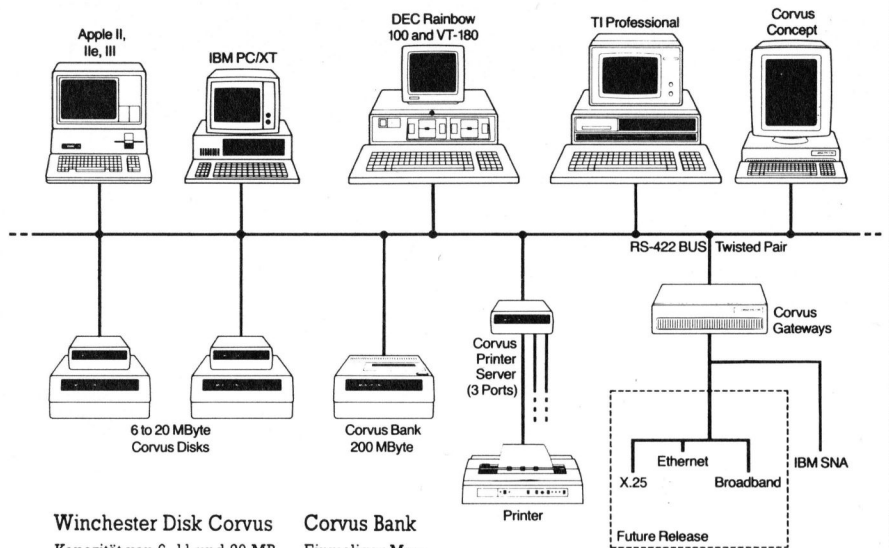 Apple II,
IIe, III
IBM PC/XT
DEC Rainbow
100 and VT-180
TI Professional
Corvus
Concept
RS-422 BUS Twisted Pair
6 to 20 MByte
Corvus Disks
Corvus Bank
200 MByte
Corvus
Printer
Server
(3 Ports)
Printer
Corvus
Gateways
X.25
Ethernet
Broadband
IBM SNA
Future Release
Winchester Disk Corvus
Corvus Bank